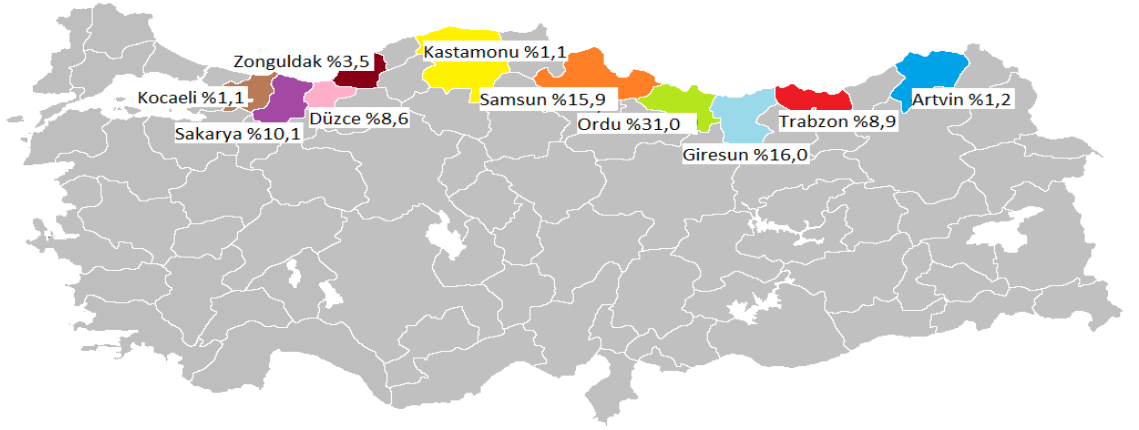 Zonguldak %3,5
Kastamonu %1,1
Kocaeli %1,1
Samsun %15,9
Artvin %1,2
Sakarya %10,1
Düzce %8,6
Ordu %31,0
Trabzon %8,9
Giresun %16,0